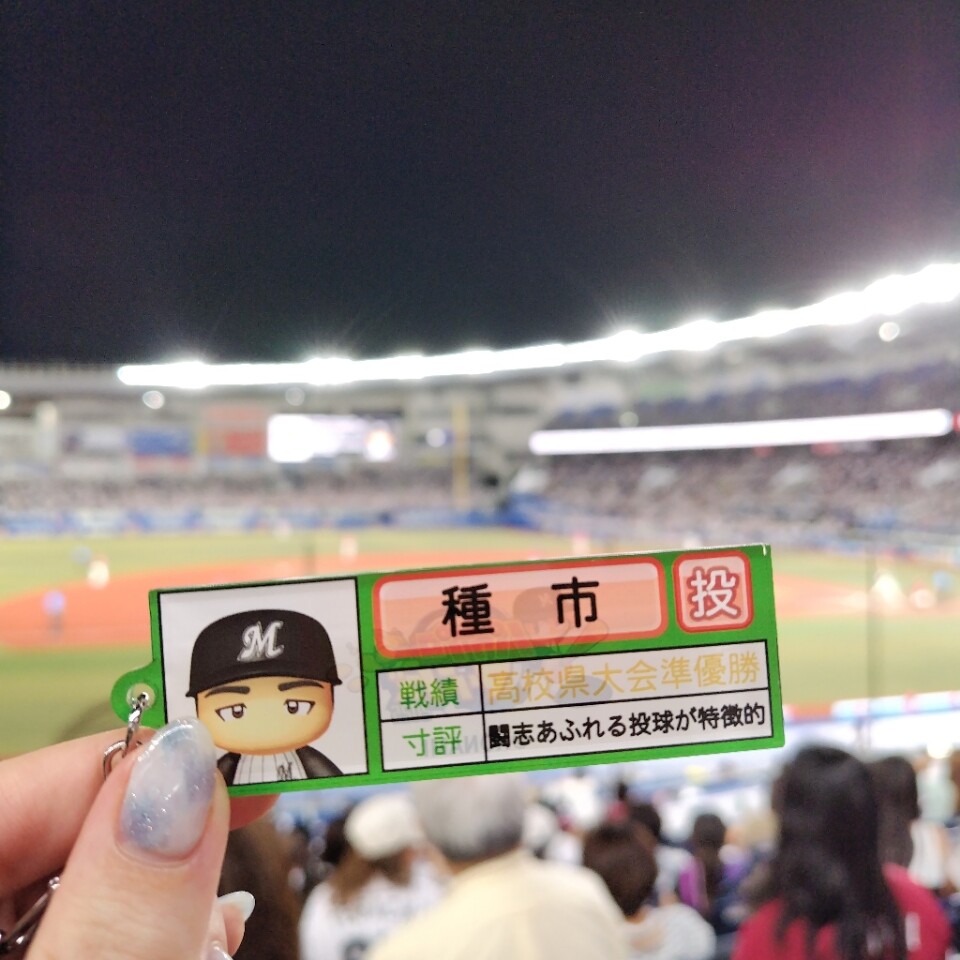 種 市
投
戦績
高校県大会準優勝
寸評
闘志あふれる投球が特徴的
M
M